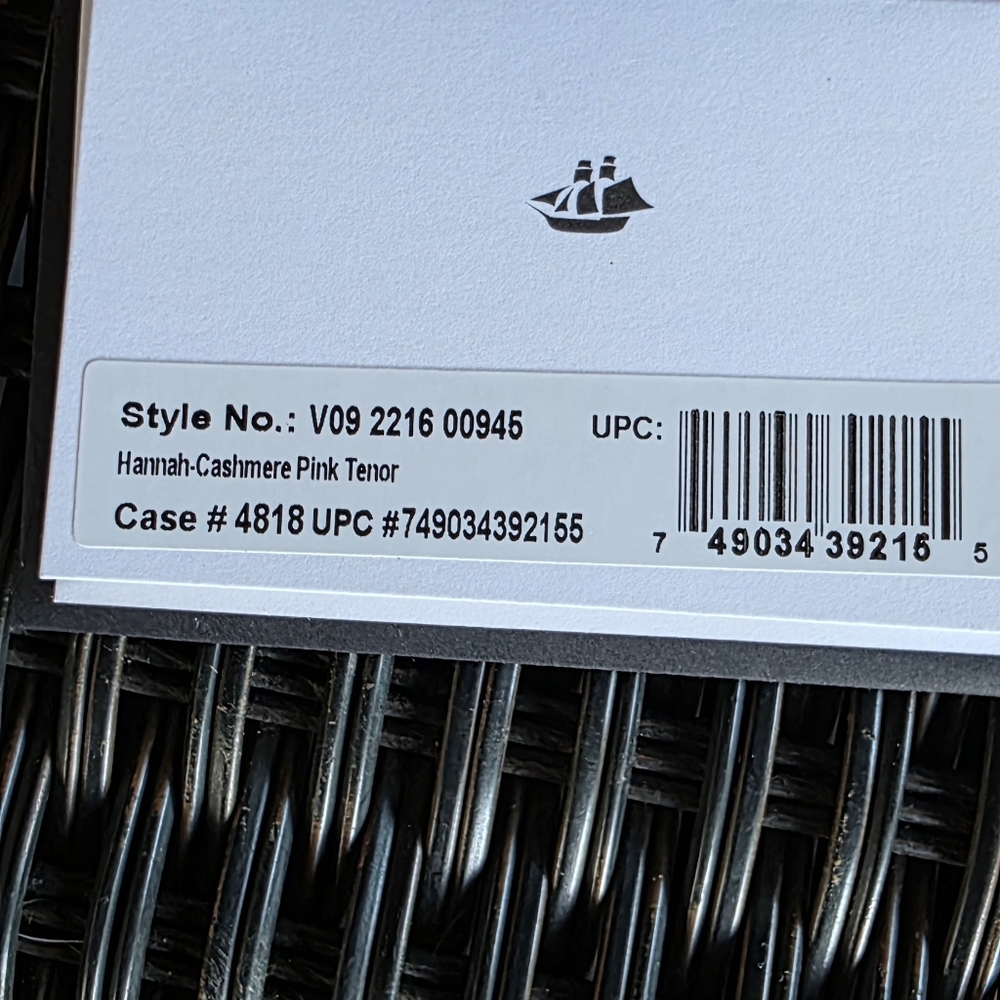 Style No.: V09 2216 00945
Hannah-Cashmere Pink Tenor
Case # 4818 UPC #749034392155
UPC:
7 49034 39215 5